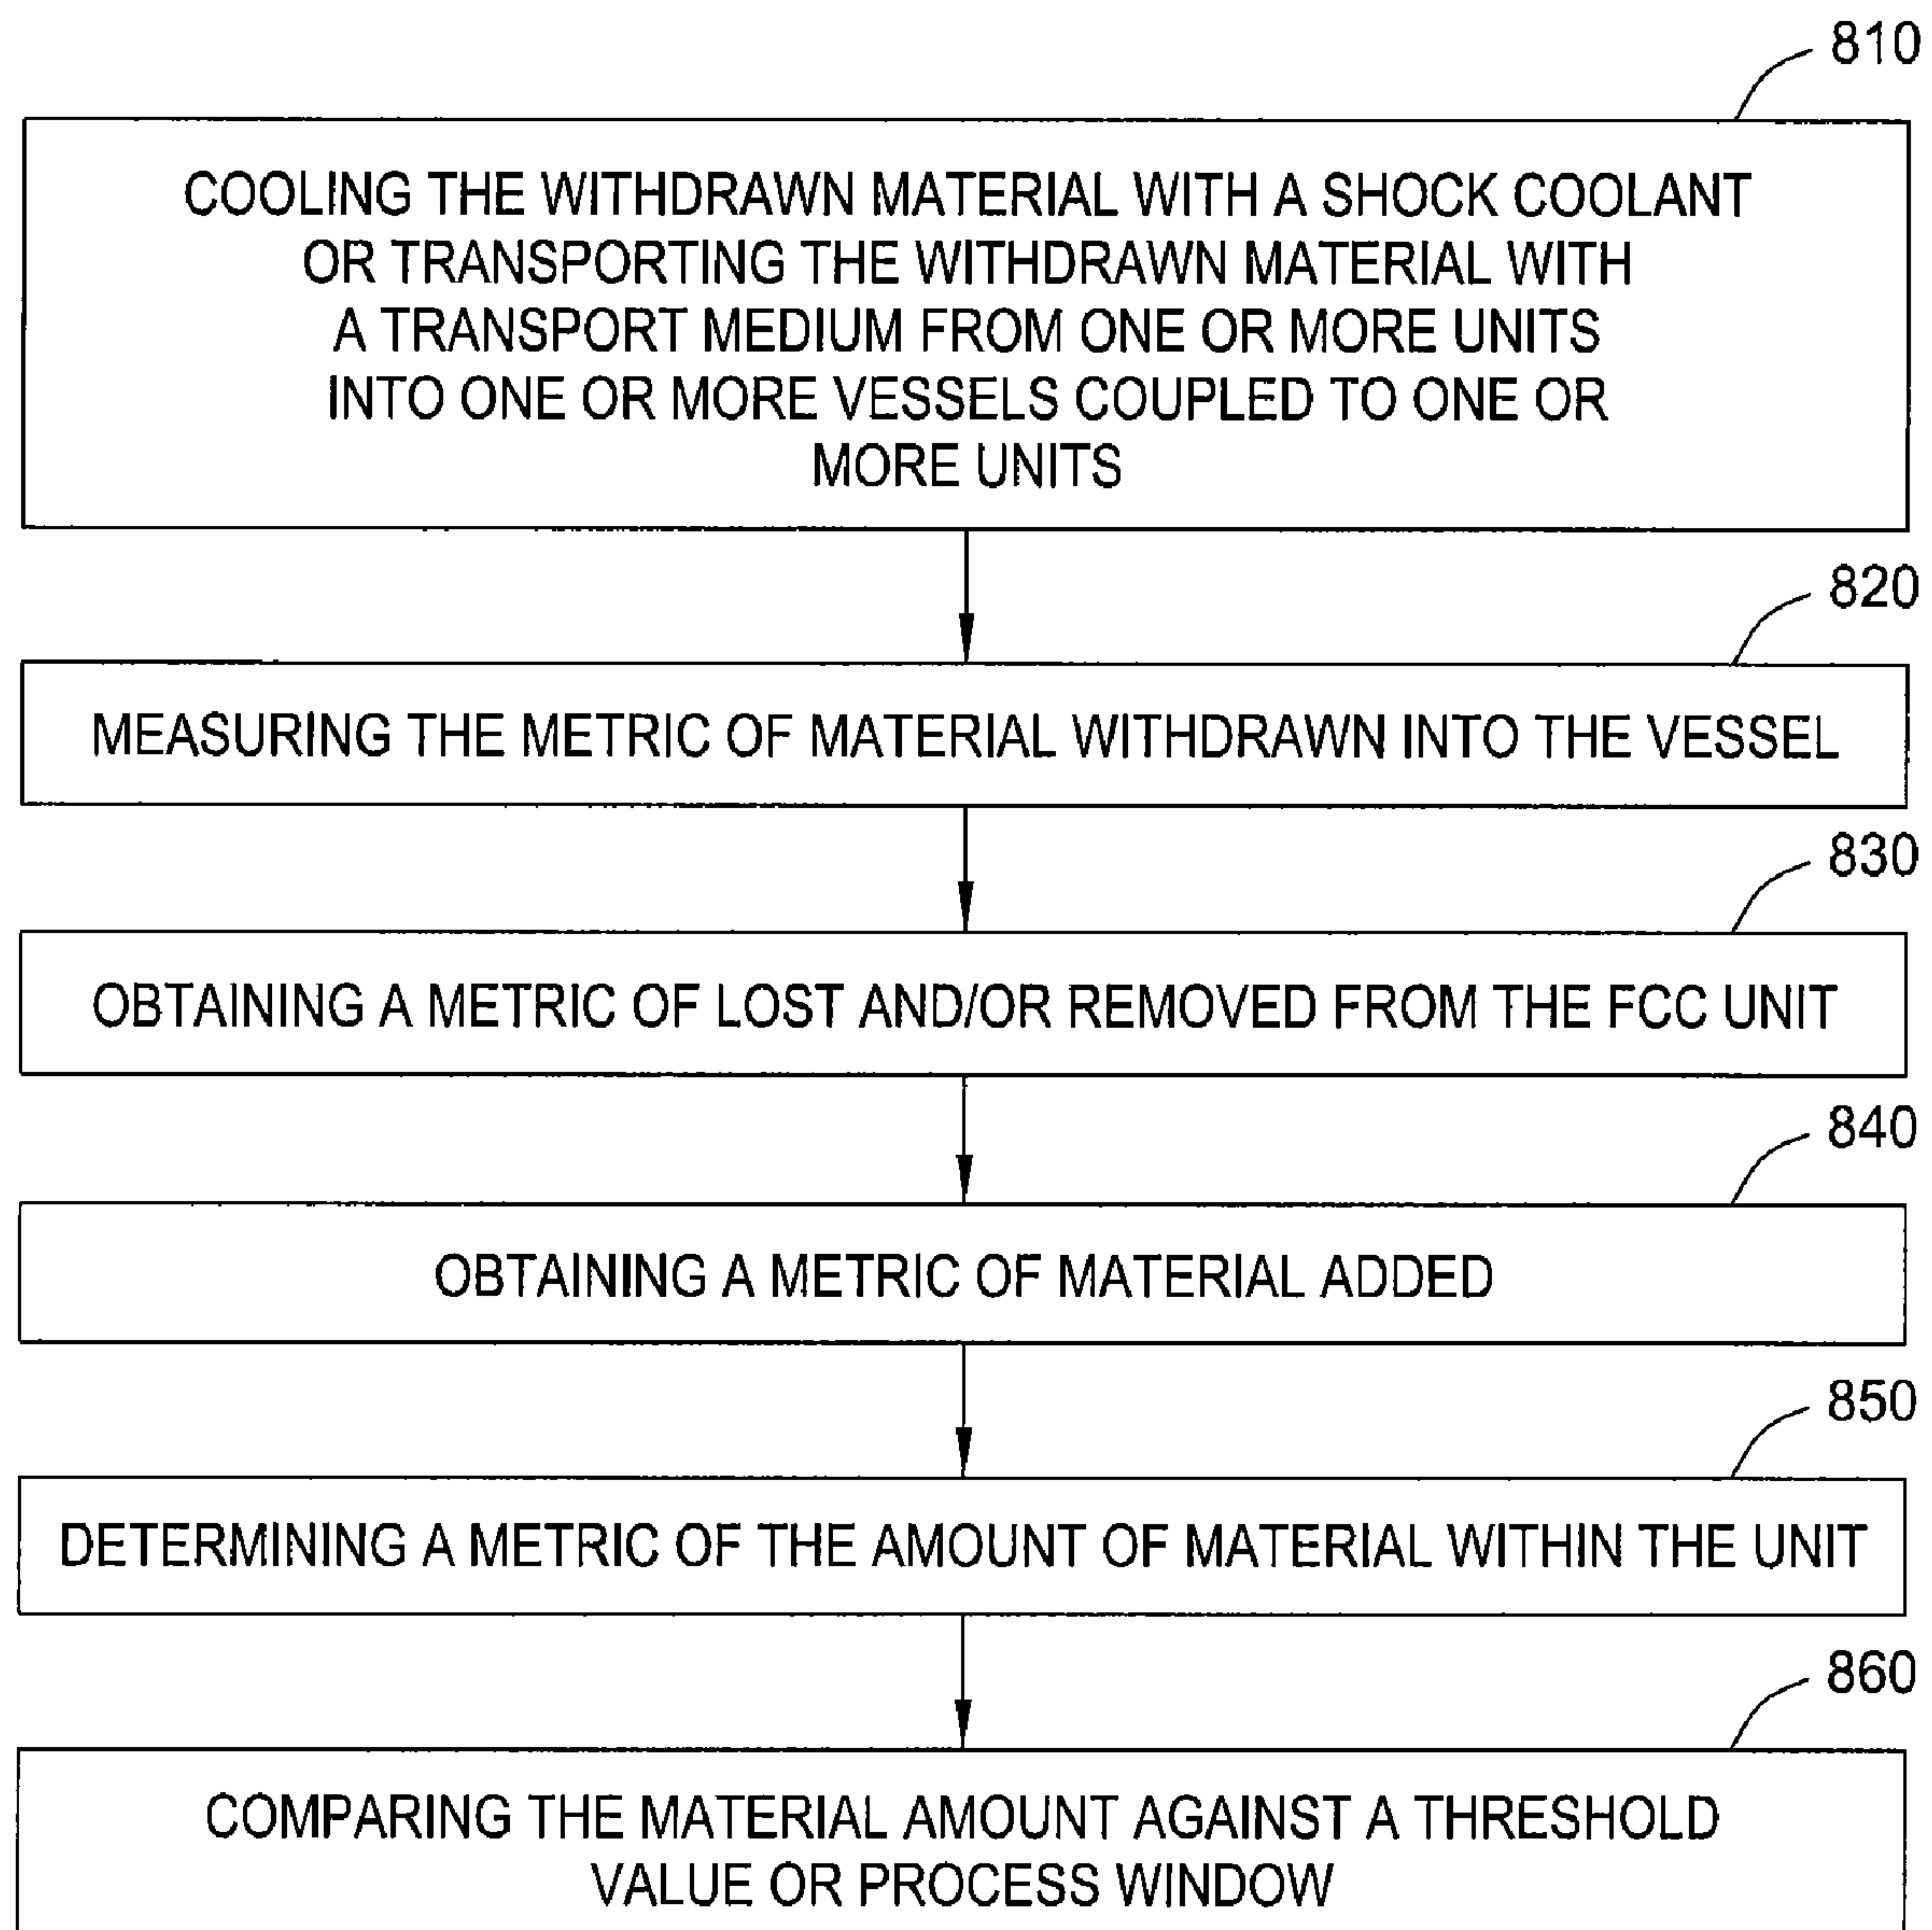 810
COOLING THE WITHDRAWN MATERIAL WITH A SHOCK COOLANT
OR TRANSPORTING THE WITHDRAWN MATERIAL WITH
A TRANSPORT MEDIUM FROM ONE OR MORE UNITS
INTO ONE OR MORE VESSELS COUPLED TO ONE OR
MORE UNITS
820
MEASURING THE METRIC OF MATERIAL WITHDRAWN INTO THE VESSEL
830
OBTAINING A METRIC OF LOST AND/OR REMOVED FROM THE FCC UNIT
840
OBTAINING A METRIC OF MATERIAL ADDED
850
DETERMINING A METRIC OF THE AMOUNT OF MATERIAL WITHIN THE UNIT
860
COMPARING THE MATERIAL AMOUNT AGAINST A THRESHOLD
VALUE OR PROCESS WINDOW